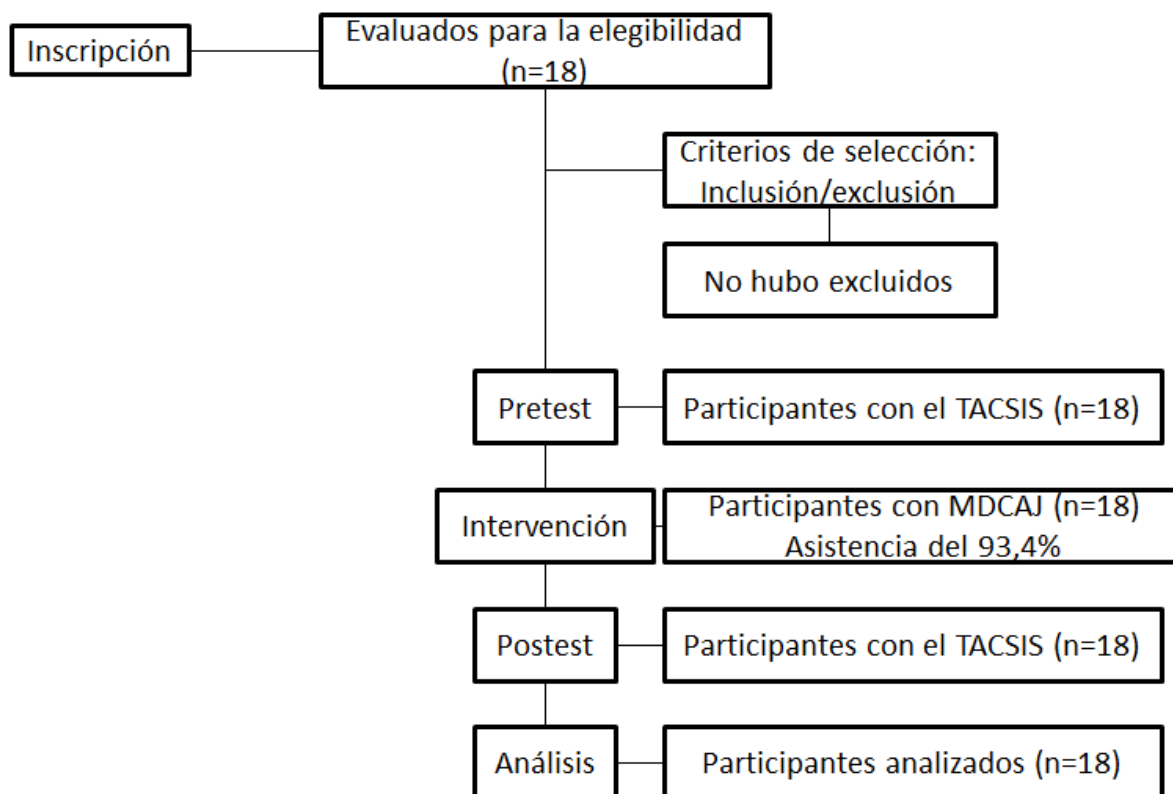 Inscripción
Evaluados para la elegibilidad
(n=18)
Criterios de selección:
Inclusión/exclusión
No hubo excluidos
Pretest
Participantes con el TACSIS (n=18)
Intervención
Participantes con MDCAJ (n=18)
Asistencia del 93,4%
Postest
Participantes con el TACSIS (n=18)
Análisis
Participantes analizados (n=18)